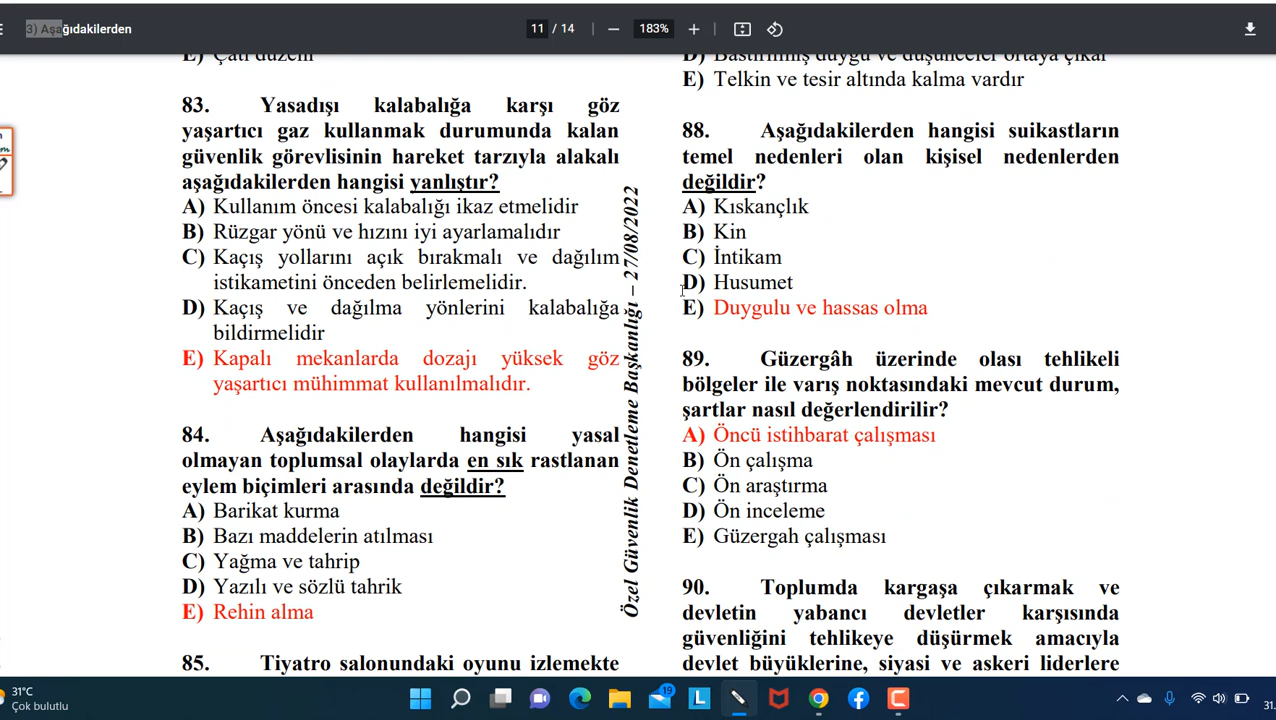 3) Aşağıdakilerden
11 / 14
183%
E) Çatı düzeni
83. Yasadışı kalabalığa karşı göz
yaşartıcı gaz kullanmak durumunda kalan
güvenlik görevlisinin hareket tarzıyla alakalı
aşağıdakilerden hangisi yanlıştır?
A) Kullanım öncesi kalabalığı ikaz etmelidir
B) Rüzgar yönü ve hızını iyi ayarlamalıdır
C) Kaçış yollarını açık bırakmalı ve dağılım
istikametini önceden belirlemelidir.
D) Kaçış ve dağılma yönlerini kalabalığa
bildirmelidir
E) Kapalı mekanlarda dozajı yüksek göz
yaşartıcı mühimmat kullanılmalıdır.
84. Aşağıdakilerden hangisi yasal
olmayan toplumsal olaylarda en sık rastlanan
eylem biçimleri arasında değildir?
A) Barikat kurma
B) Bazı maddelerin atılması
C) Yağma ve tahrip
D) Yazılı ve sözlü tahrik
E) Rehin alma
85. Tiyatro salonundaki oyunu izlemekte
Özel Güvenlik Denetleme Başkanlığı – 27/08/2022
D) Bastırılmış duygu ve düşünceler ortaya çıkar
E) Telkin ve tesir altında kalma vardır
88. Aşağıdakilerden hangisi suikastların
temel nedenleri olan kişisel nedenlerden
değildir?
A) Kıskançlık
B) Kin
C) İntikam
D) Husumet
E) Duygulu ve hassas olma
89. Güzergâh üzerinde olası tehlikeli
bölgeler ile varış noktasındaki mevcut durum,
şartlar nasıl değerlendirilir?
A) Öncü istihbarat çalışması
B) Ön çalışma
C) Ön araştırma
D) Ön inceleme
E) Güzergah çalışması
90. Toplumda kargaşa çıkarmak ve
devletin yabancı devletler karşısında
güvenliğini tehlikeye düşürmek amacıyla
devlet büyüklerine, siyasi ve askeri liderlere
31°C
Çok bulutlu
19
L
31.